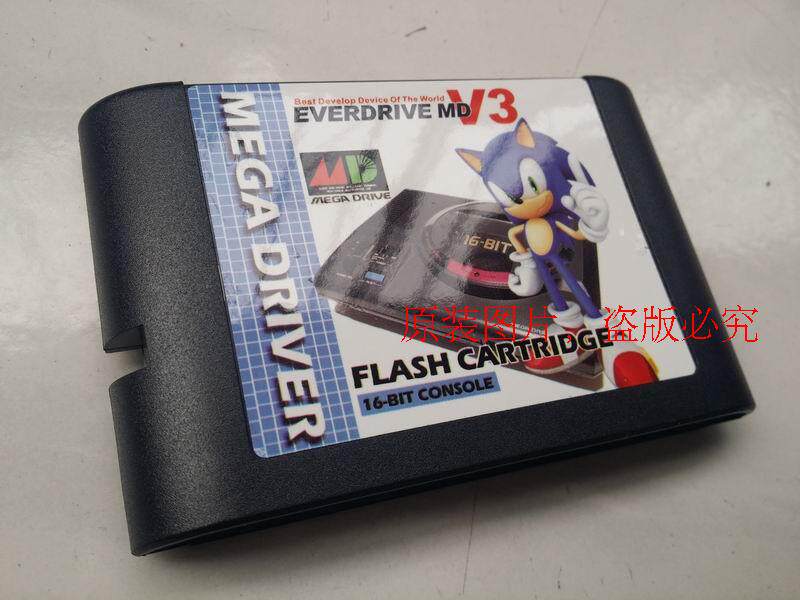 MEGA DRIVER
Best Develop Device Of The World
EVERDRIVE MD V3
MEGA DRIVE
16-BIT
原装图片，盗版必究
FLASH CARTRIDGE
16-BIT CONSOLE